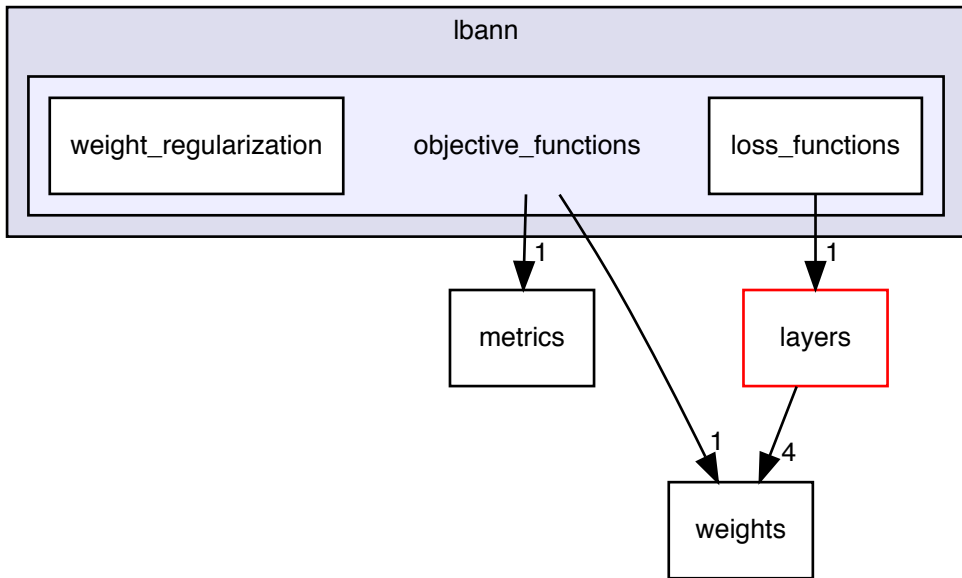 lbann
weight_regularization
objective_functions
loss_functions
1
1
metrics
layers
1
4
weights